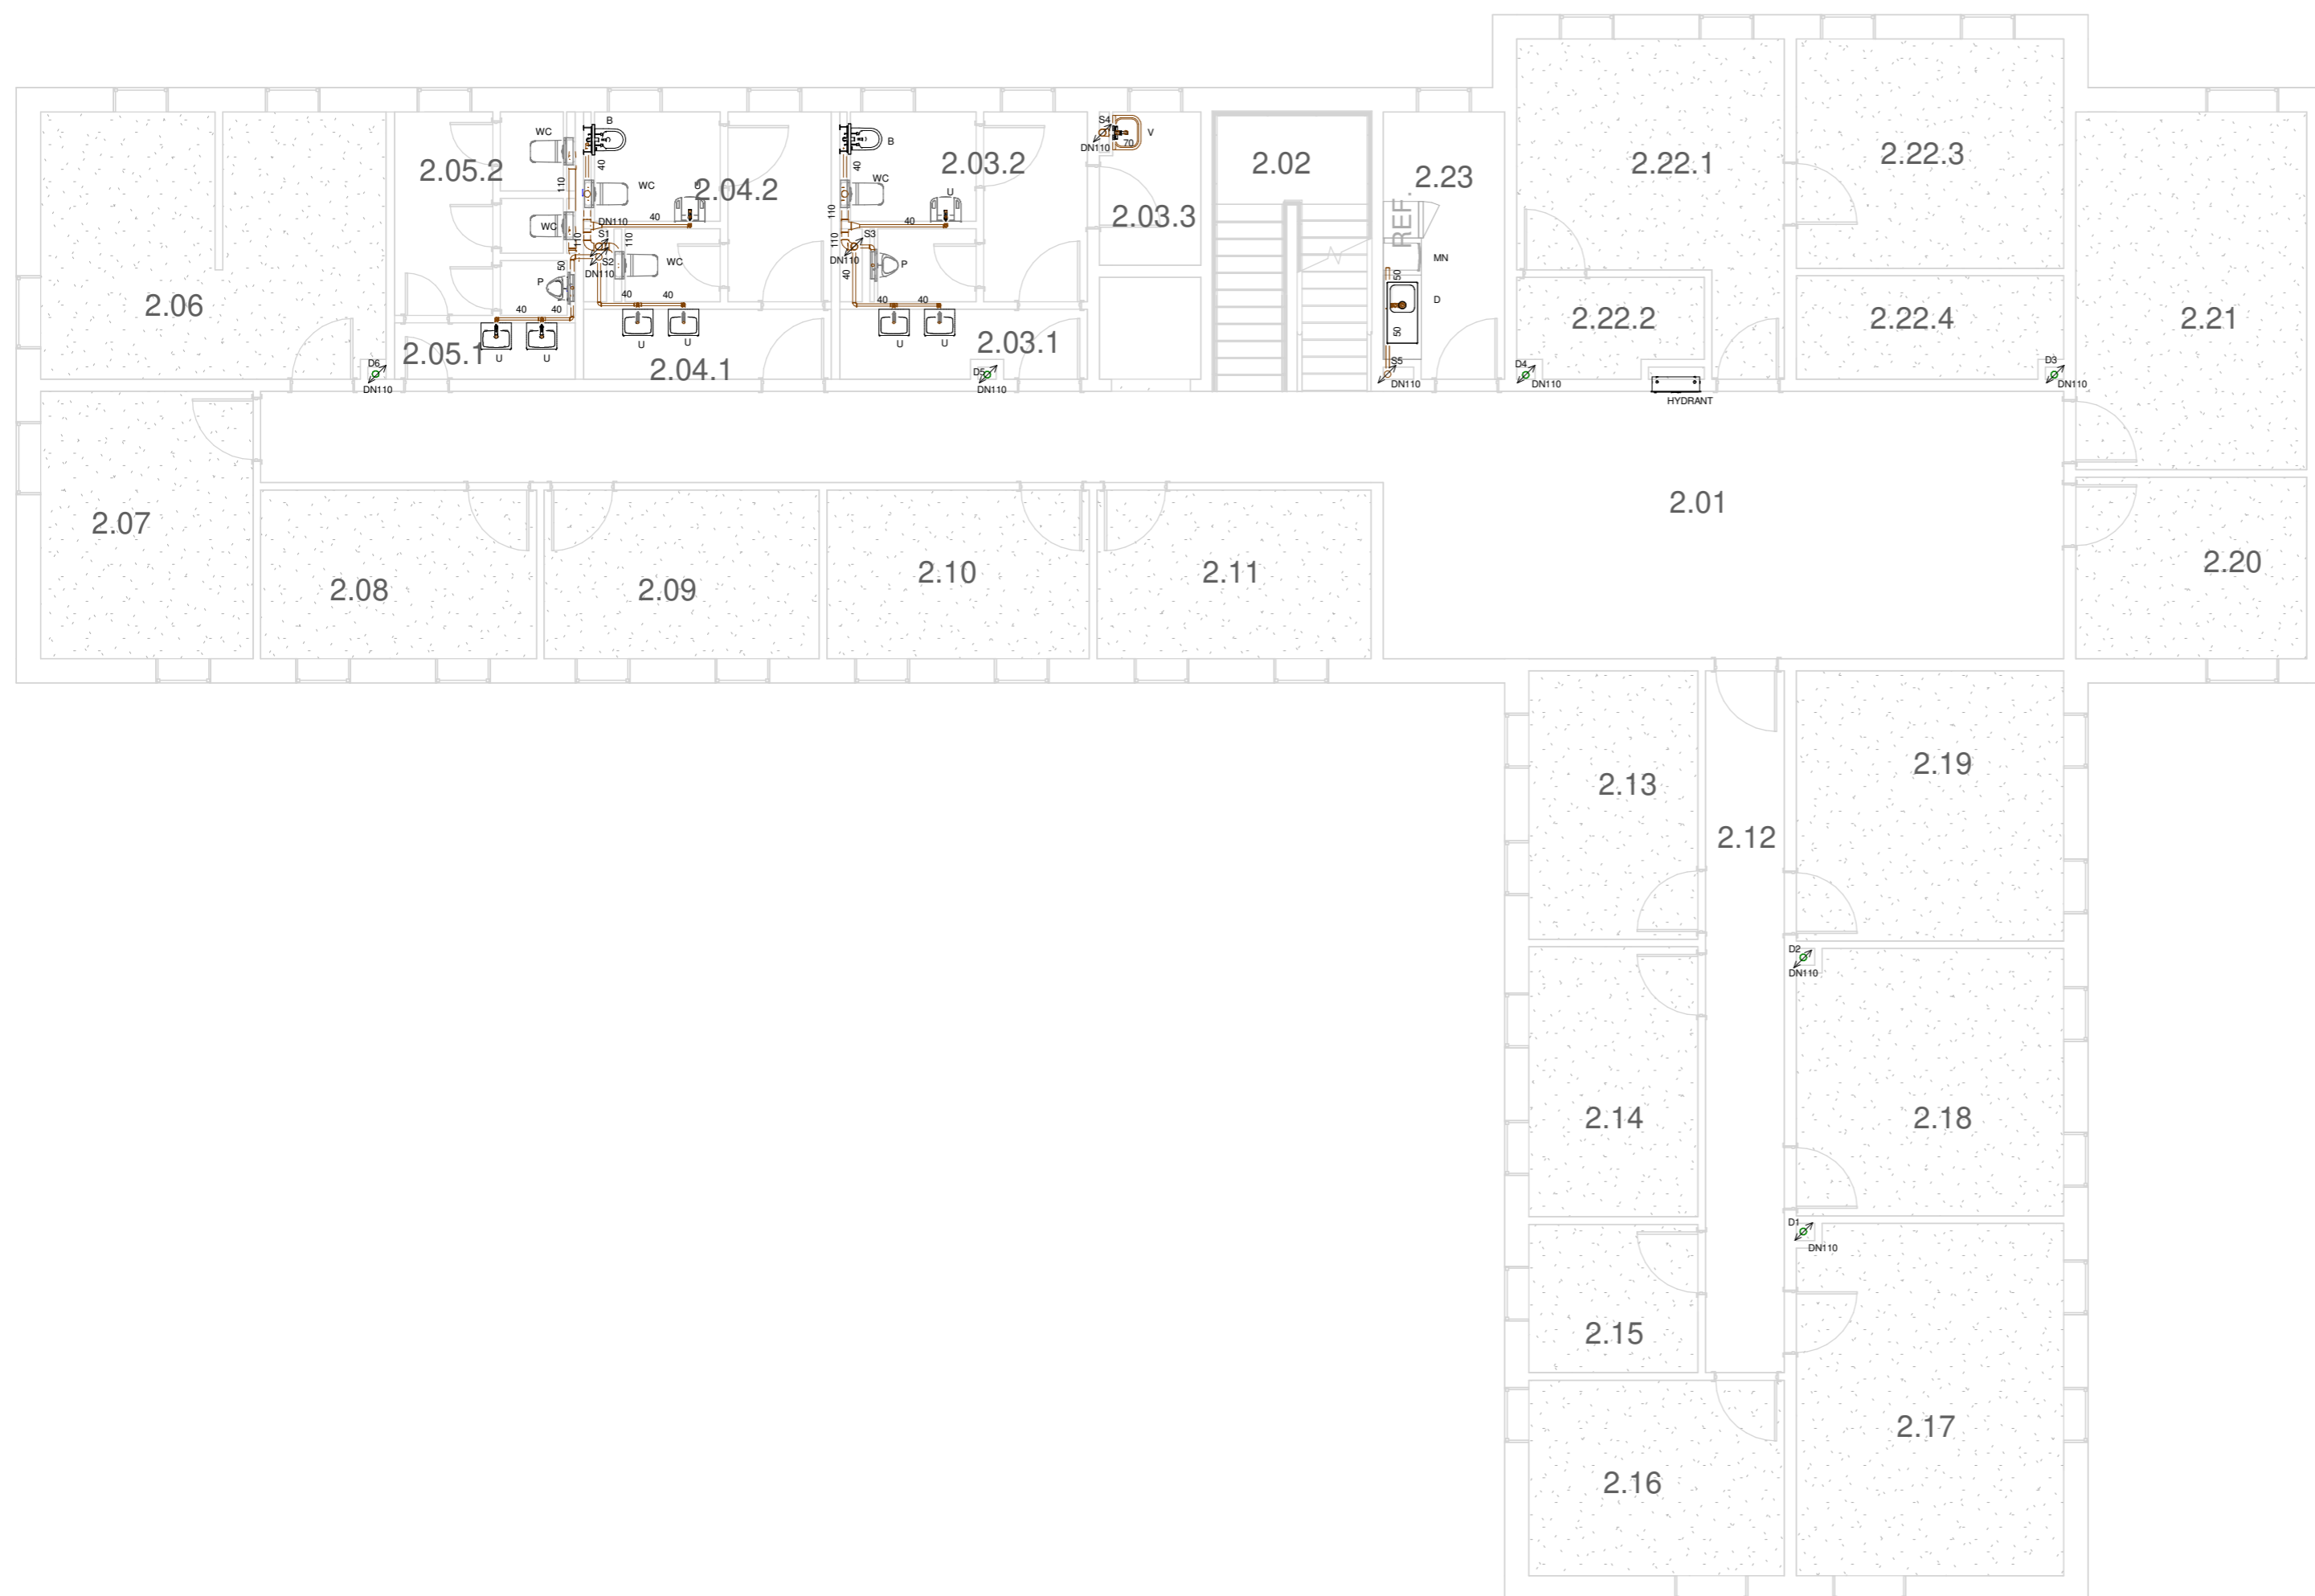 B
S4
WC
V
70
DN110
B
40
40
2.05.2
2.03.2
2.02
2.22.1
2.22.3
2.23
110
WC
U
2.04.2
WC
U
110
40
40
2.03.3
REF.
WC
DN110
S1
110
110
110
S3
DN110
S2
DN110
50
WC
P
40
MN
50
D
50
P
40
40
40
40
40
40
2.06
2.22.2
2.22.4
2.21
U
U
U
U
U
U
2.05.1
2.04.1
2.03.1
D6
DN110
D5
DN110
S5
DN110
D4
DN110
HYDRANT
D3
DN110
2.07
2.08
2.09
2.10
2.11
2.01
2.20
2.13
2.12
2.19
D2
DN110
2.14
2.18
D1
DN110
2.15
2.17
2.16